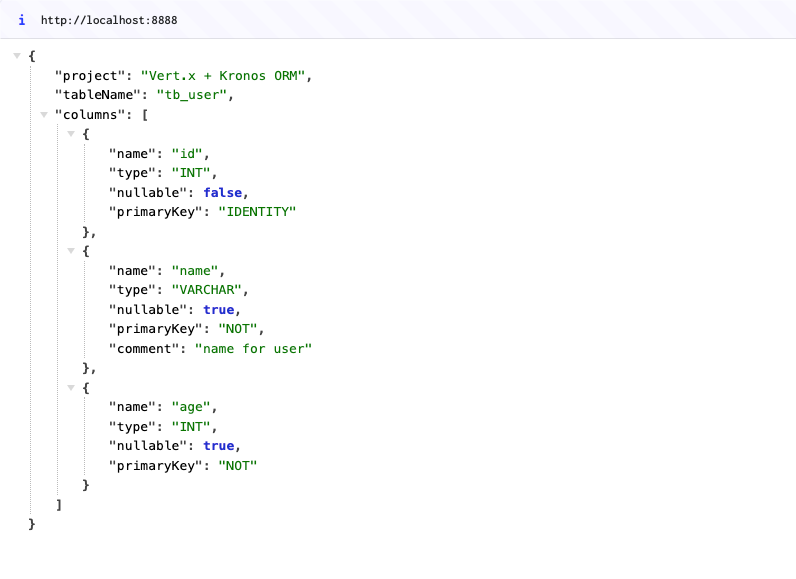 i http://localhost:8888
{
"project": "Vert.x + Kronos ORM",
"tableName": "tb_user",
"columns": [
{
"name": "id",
"type": "INT",
"nullable": false,
"primaryKey": "IDENTITY"
},
{
"name": "name",
"type": "VARCHAR",
"nullable": true,
"primaryKey": "NOT",
"comment": "name for user"
},
{
"name": "age",
"type": "INT",
"nullable": true,
"primaryKey": "NOT"
}
]
}